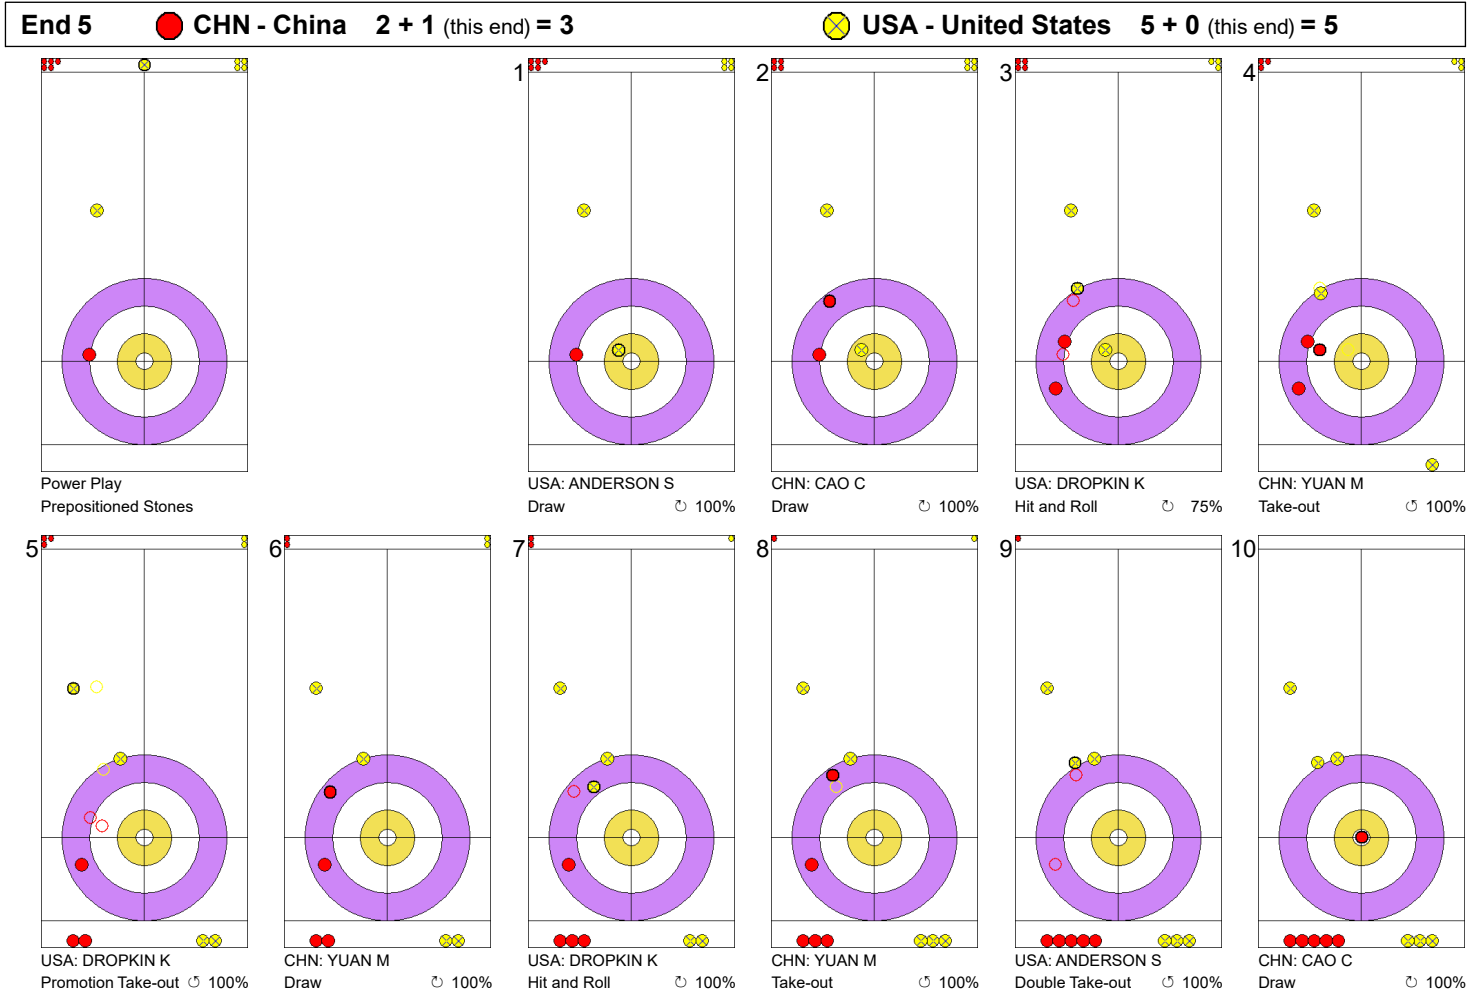 End 5 CHN - China 2 + 1 (this end) = 3 USA - United States 5 + 0 (this end) = 5
1 2 3 4
Power Play
Prepositioned Stones
USA: ANDERSON S
Draw ↻ 100%
CHN: CAO C
Draw ↻ 100%
USA: DROPKIN K
Hit and Roll ↻ 75%
CHN: YUAN M
Take-out ↻ 100%
5 6 7 8 9 10
USA: DROPKIN K
Promotion Take-out ↺ 100%
CHN: YUAN M
Draw ↺ 100%
USA: DROPKIN K
Hit and Roll ↺ 100%
CHN: YUAN M
Take-out ↺ 100%
USA: ANDERSON S
Double Take-out ↺ 100%
CHN: CAO C
Draw ↺ 100%